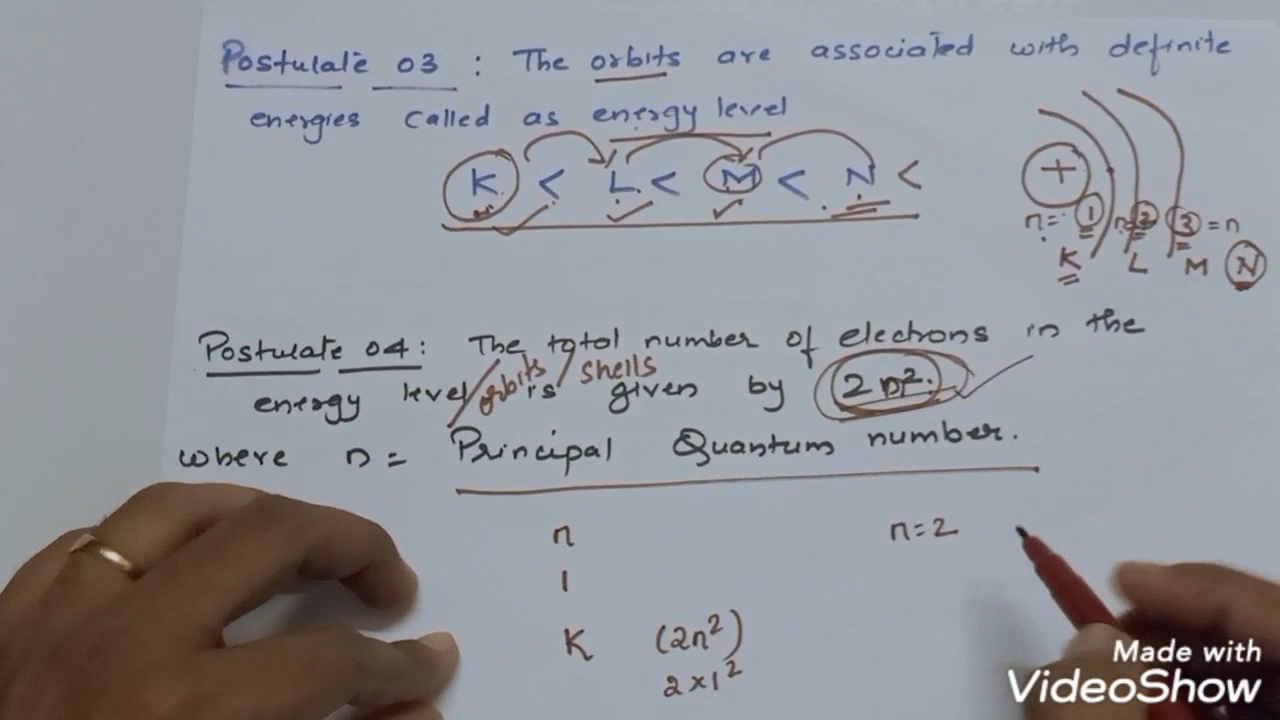 Postulate 03 : The orbits are associated with definite
energies called as energy level
K < L < M < N <
+
n = 1 n=2 3 = n
K L M N
Postulate 04 : The total number of electrons in the
energy level/orbits/shells is given by 2n².
where n = Principal Quantum number.
n n=2
1
K (2n²)
2×1²
Made with
VideoShow